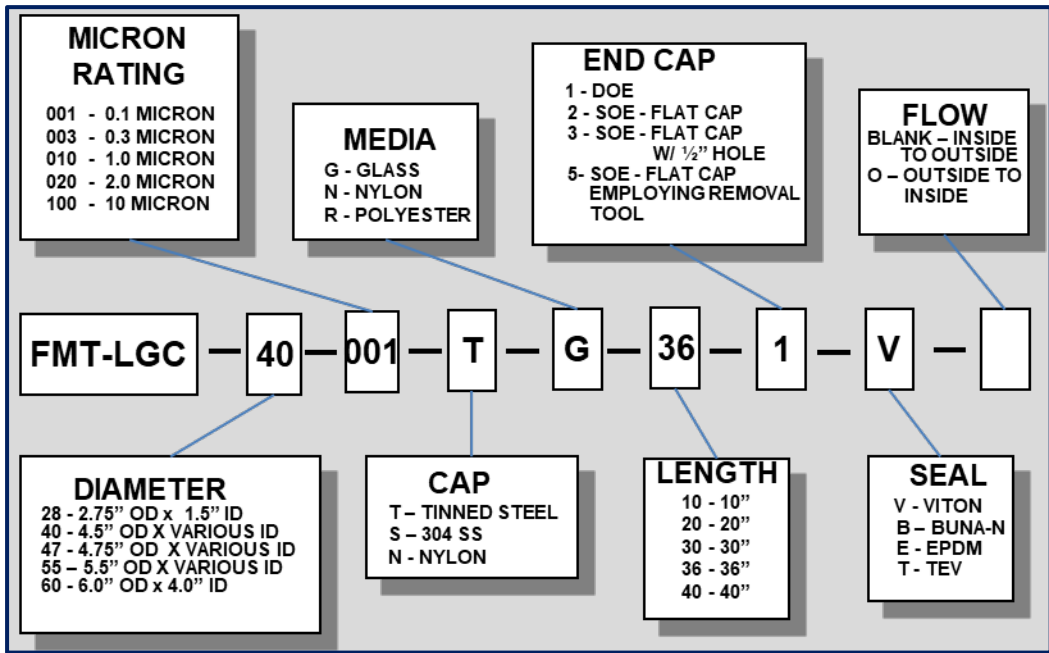 MICRON
RATING
001 - 0.1 MICRON
003 - 0.3 MICRON
010 - 1.0 MICRON
020 - 2.0 MICRON
100 - 10 MICRON
MEDIA
G - GLASS
N - NYLON
R - POLYESTER
END CAP
1 - DOE
2 - SOE - FLAT CAP
3 - SOE - FLAT CAP
W/ ½” HOLE
5- SOE - FLAT CAP
EMPLOYING REMOVAL
TOOL
FLOW
BLANK – INSIDE
TO OUTSIDE
O – OUTSIDE TO
INSIDE
FMT-LGC — 40 — 001 — T — G — 36 — 1 — V —
DIAMETER
28 - 2.75” OD x 1.5” ID
40 - 4.5” OD X VARIOUS ID
47 - 4.75” OD X VARIOUS ID
55 – 5.5” OD X VARIOUS ID
60 - 6.0” OD x 4.0” ID
CAP
T – TINNED STEEL
S – 304 SS
N - NYLON
LENGTH
10 - 10”
20 - 20”
30 - 30”
36 - 36”
40 - 40”
SEAL
V - VITON
B – BUNA-N
E – EPDM
T - TEV